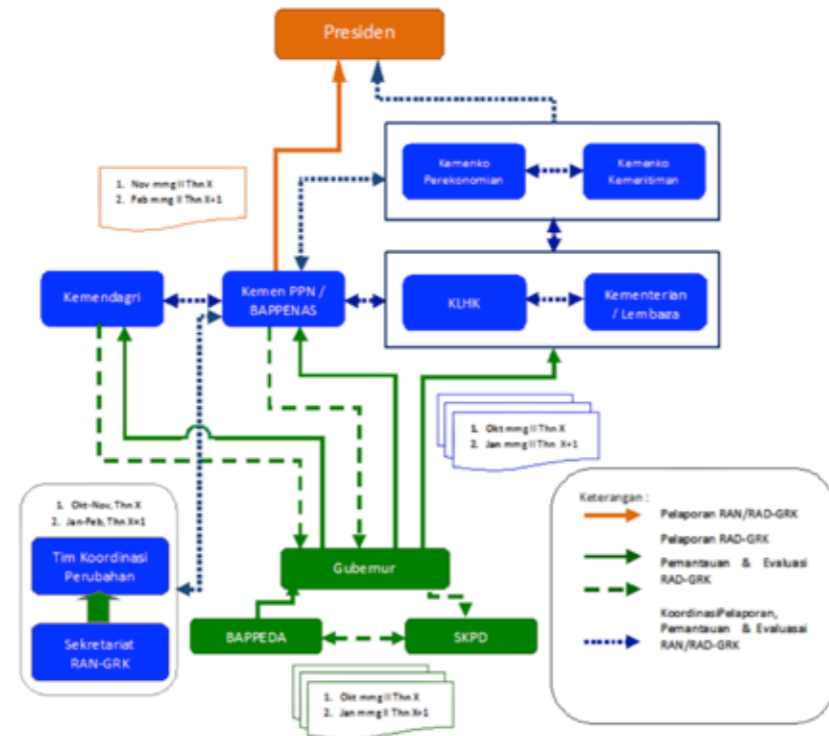 Presiden
Kemenko
Perekonomian
Kemenko
Kemeritiman
1. Nov mmg II Thn X
2. Feb mmg II Thn X+1
Kemendagri
Kemen PPN /
BAPPENAS
KLHK
Kementerian
/ Lembaga
1. Okt mmg II Thn X
2. Jan mmg II Thn X+1
1. Okt-Nov, Thn X
2. Jan-Feb, Thn X+1
Tim Koordinasi
Perubahan
Sekretariat
RAN-GRK
Gubernur
BAPPEDA
SKPD
1. Okt mmg II Thn X
2. Jan mmg II Thn X+1
Keterangan :
Pelaporan RAN/RAD-GRK
Pelaporan RAD-GRK
Pemantauan & Evaluasi
RAD-GRK
KoordinasiPelaporan,
Pemantauan & Evaluasai
RAN/RAD-GRK